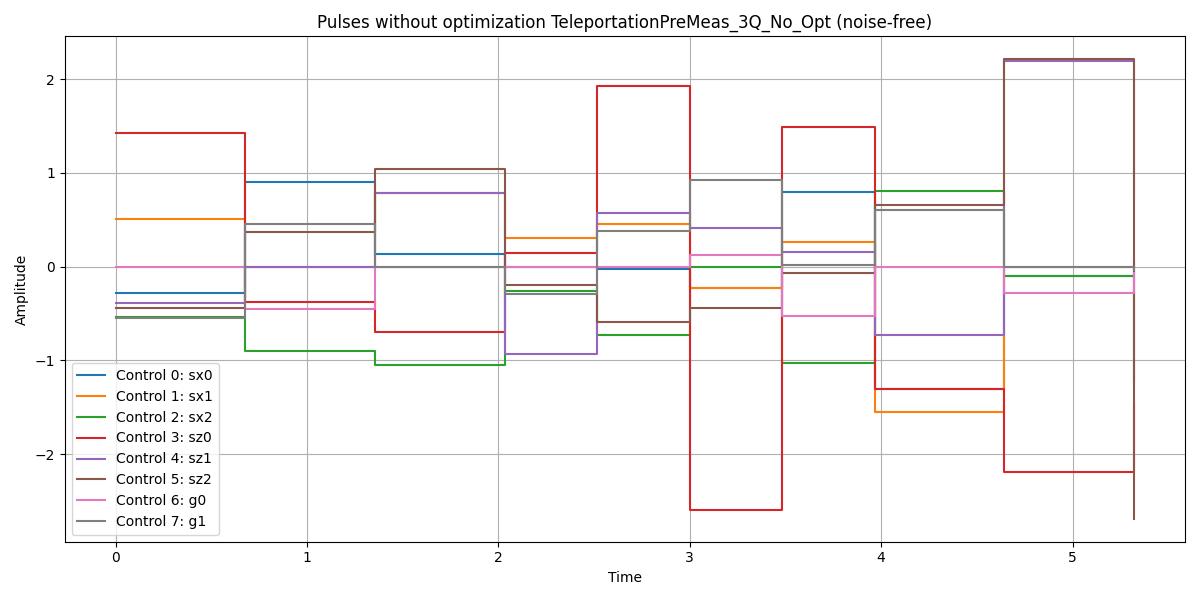 Pulses without optimization TeleportationPreMeas_3Q_No_Opt (noise-free)
Amplitude
2
1
0
−1
−2
Control 0: sx0
Control 1: sx1
Control 2: sx2
Control 3: sz0
Control 4: sz1
Control 5: sz2
Control 6: g0
Control 7: g1
0 1 2 3 4 5
Time